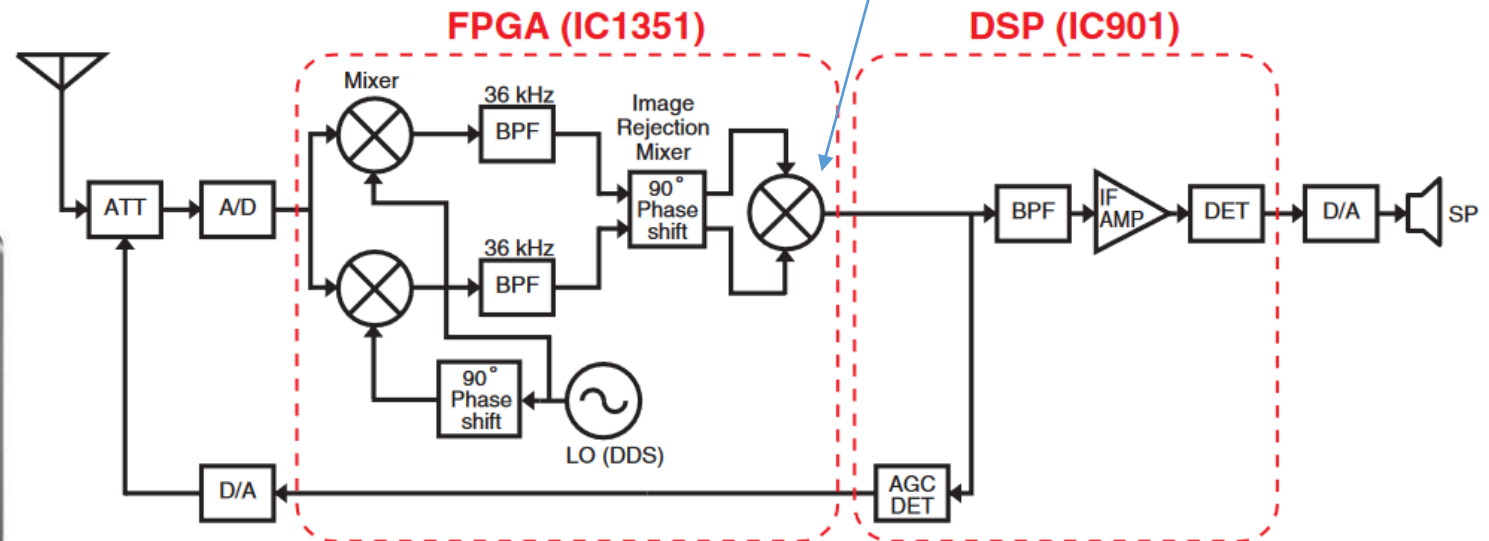 FPGA (IC1351)
DSP (IC901)
Mixer
36 kHz
BPF
Image
Rejection
Mixer
90°
Phase
shift
ATT
A/D
BPF
IF
AMP
DET
D/A
SP
36 kHz
BPF
90°
Phase
shift
LO (DDS)
D/A
AGC
DET